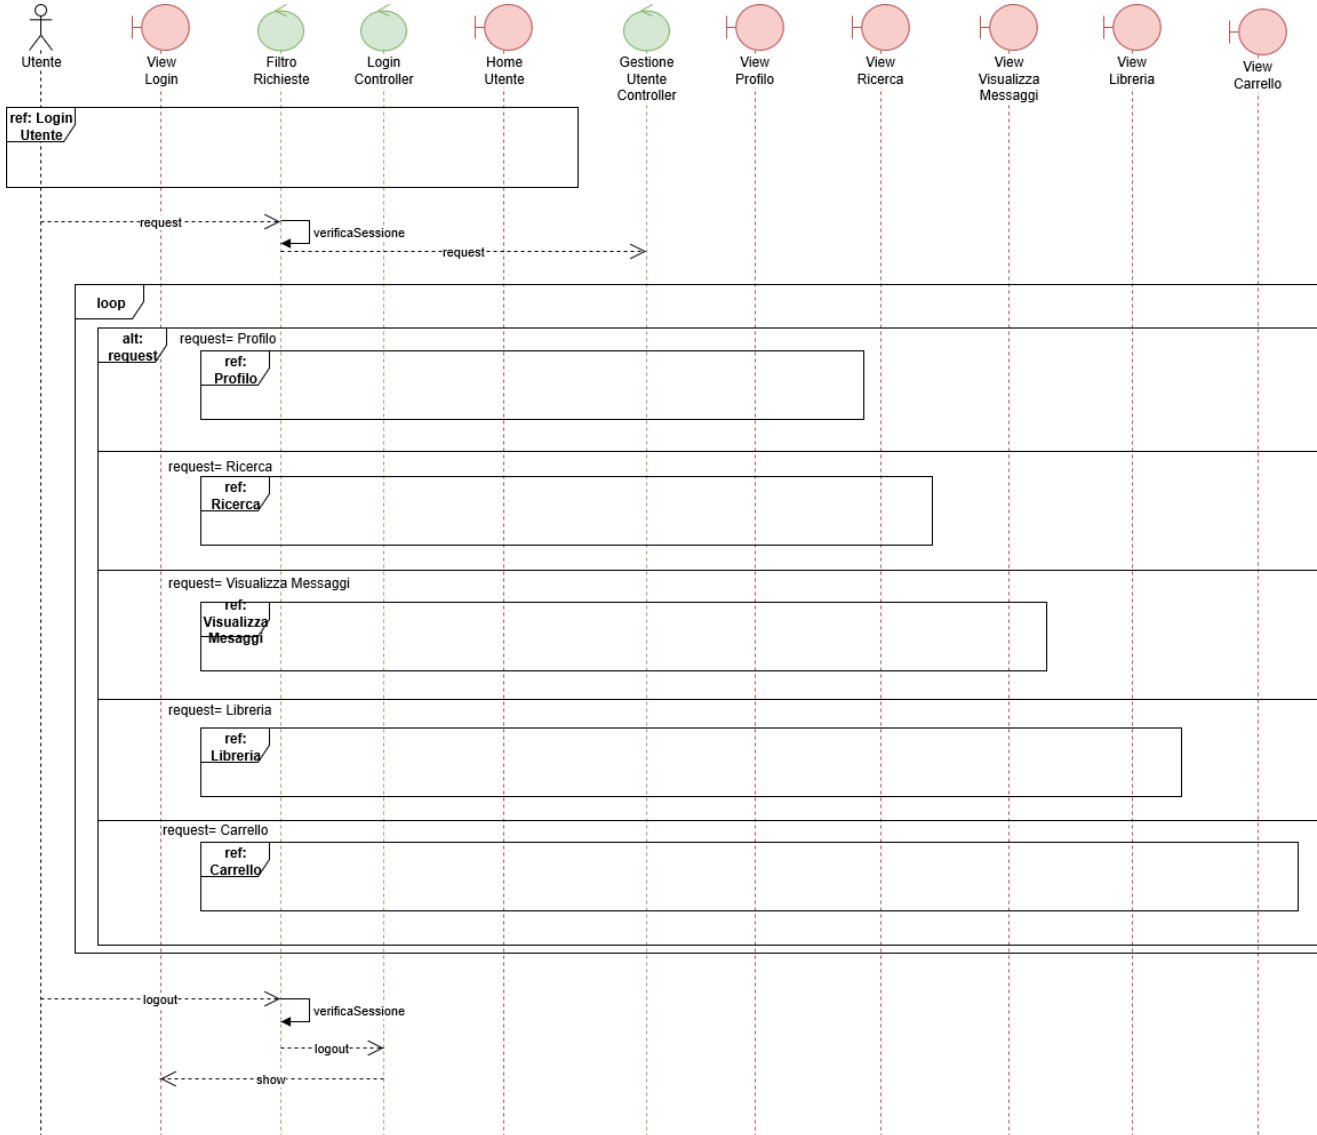 Utente
View
Login
Filtro
Richieste
Login
Controller
Home
Utente
Gestione
Utente
Controller
View
Profilo
View
Ricerca
View
Visualizza
Messaggi
View
Libreria
View
Carrello
ref: Login
Utente
request
verificaSessione
request
loop
alt:
request
request= Profilo
ref:
Profilo
request= Ricerca
ref:
Ricerca
request= Visualizza Messaggi
ref:
Visualizza
Mesaggi
request= Libreria
ref:
Libreria
request= Carrello
ref:
Carrello
logout
verificaSessione
logout
show